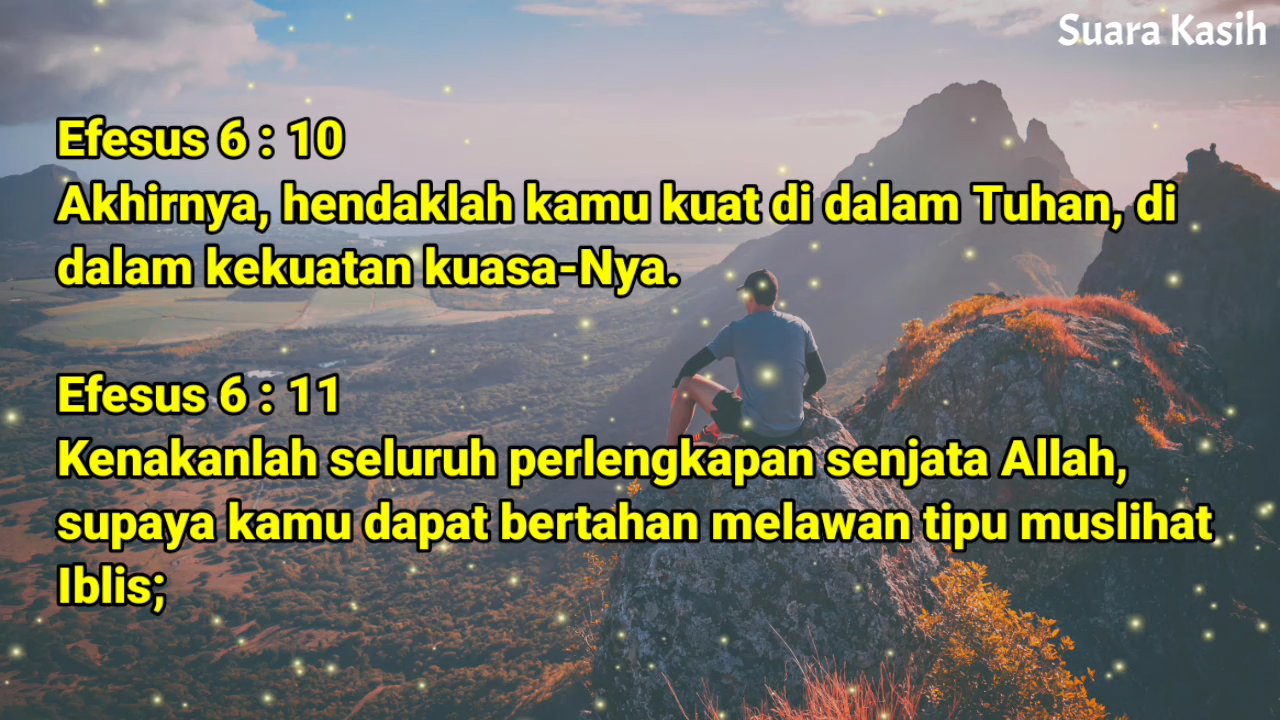 Suara Kasih
Efesus 6 : 10
Akhirnya, hendaklah kamu kuat di dalam Tuhan, di
dalam kekuatan kuasa-Nya.
Efesus 6 : 11
Kenakanlah seluruh perlengkapan senjata Allah,
supaya kamu dapat bertahan melawan tipu muslihat
Iblis;